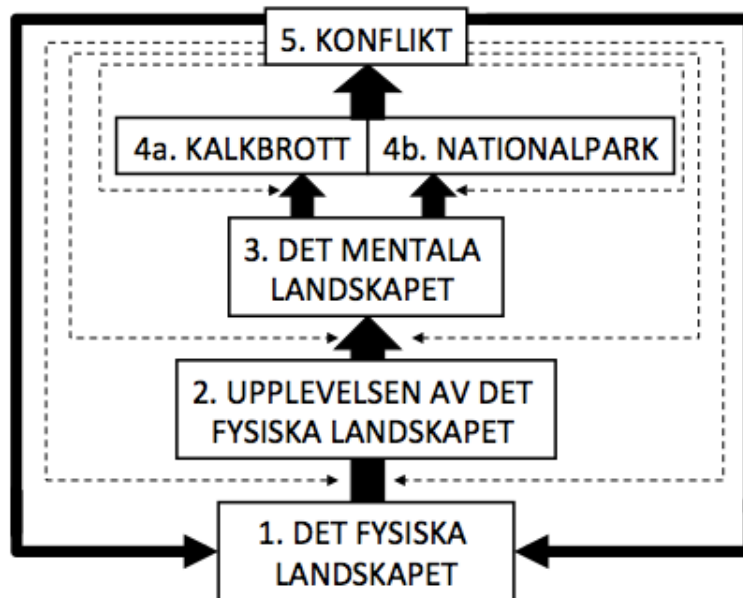 5. KONFLIKT
4a. KALKBROTT
4b. NATIONALPARK
3. DET MENTALA
LANDSKAPET
2. UPPLEVELSEN AV DET
FYSISKA LANDSKAPET
1. DET FYSISKA
LANDSKAPET